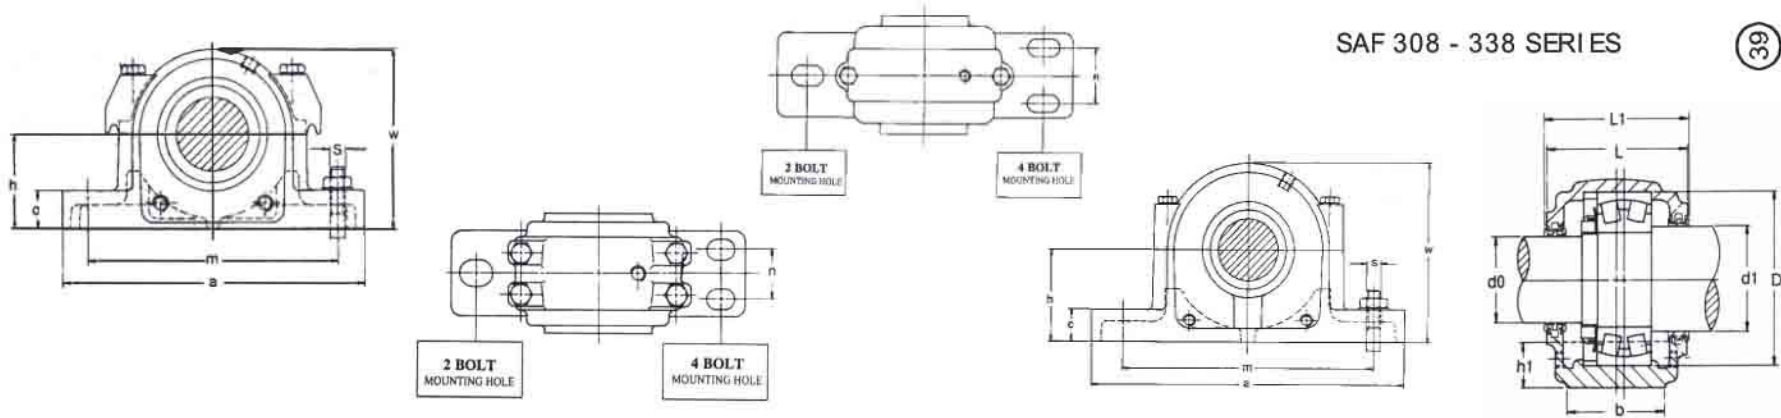 SAF 308 - 338 SERIES
39
w
S
h
c
m
a
2 BOLT
MOUNTING HOLE
4 BOLT
MOUNTING HOLE
n
2 BOLT
MOUNTING HOLE
4 BOLT
MOUNTING HOLE
n
w
s
h
c
m
a
L1
L
d0
d1
D
h1
b